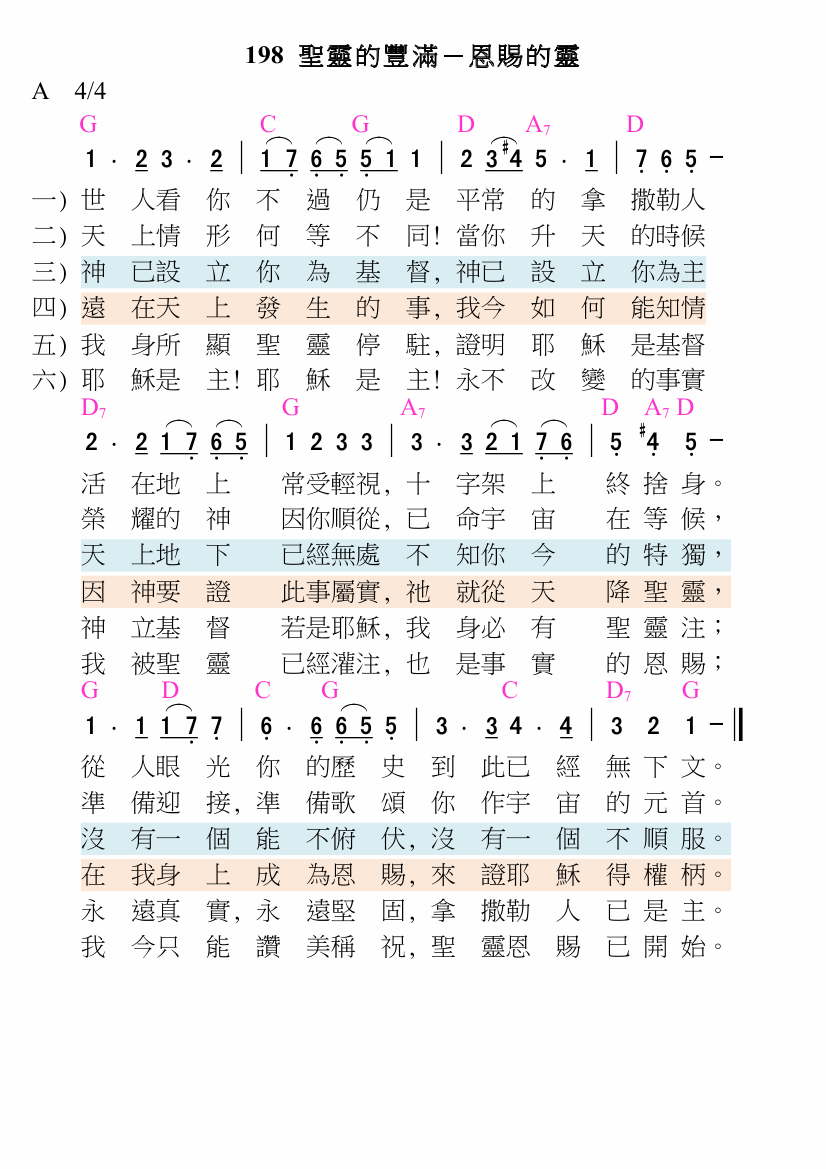 198 聖靈的豐滿－恩賜的靈
A 4/4
G C G D A7 D
1 · 2 3 · 2 | 1 7 6 5 5 1 1 | 2 3 #4 5 · 1 | 7 6 5 －
一) 世 人看 你 不 過 仍 是 平常 的 拿 撒勒人
二) 天 上情 形 何 等 不 同! 當你 升 天 的時候
三) 神 已設 立 你 為 基 督, 神已 設 立 你為主
四) 遠 在天 上 發 生 的 事, 我今 如 何 能知情
五) 我 身所 顯 聖 靈 停 駐, 證明 耶 穌 是基督
六) 耶 穌是 主! 耶 穌 是 主! 永不 改 變 的事實
D7 G A7 D A7 D
2 · 2 1 7 6 5 | 1 2 3 3 | 3 · 3 2 1 7 6 | 5 #4 5 －
活 在地 上 常受輕視, 十 字架 上 終 捨 身。
榮 耀的 神 因你順從, 已 命宇 宙 在 等 候，
天 上地 下 已經無處 不 知你 今 的 特 獨，
因 神要 證 此事屬實, 祂 就從 天 降 聖 靈，
神 立基 督 若是耶穌, 我 身必 有 聖 靈 注；
我 被聖 靈 已經灌注, 也 是事 實 的 恩 賜；
G D C G C D7 G
1 · 1 1 7 7 | 6 · 6 6 5 5 | 3 · 3 4 · 4 | 3 2 1 － ‖
從 人眼 光 你 的歷 史 到 此已 經 無 下 文。
準 備迎 接, 準 備歌 頌 你 作宇 宙 的 元 首。
沒 有一 個 能 不俯 伏, 沒 有一 個 不 順 服。
在 我身 上 成 為恩 賜, 來 證耶 穌 得 權 柄。
永 遠真 實, 永 遠堅 固, 拿 撒勒 人 已 是 主。
我 今只 能 讚 美稱 祝, 聖 靈恩 賜 已 開 始。